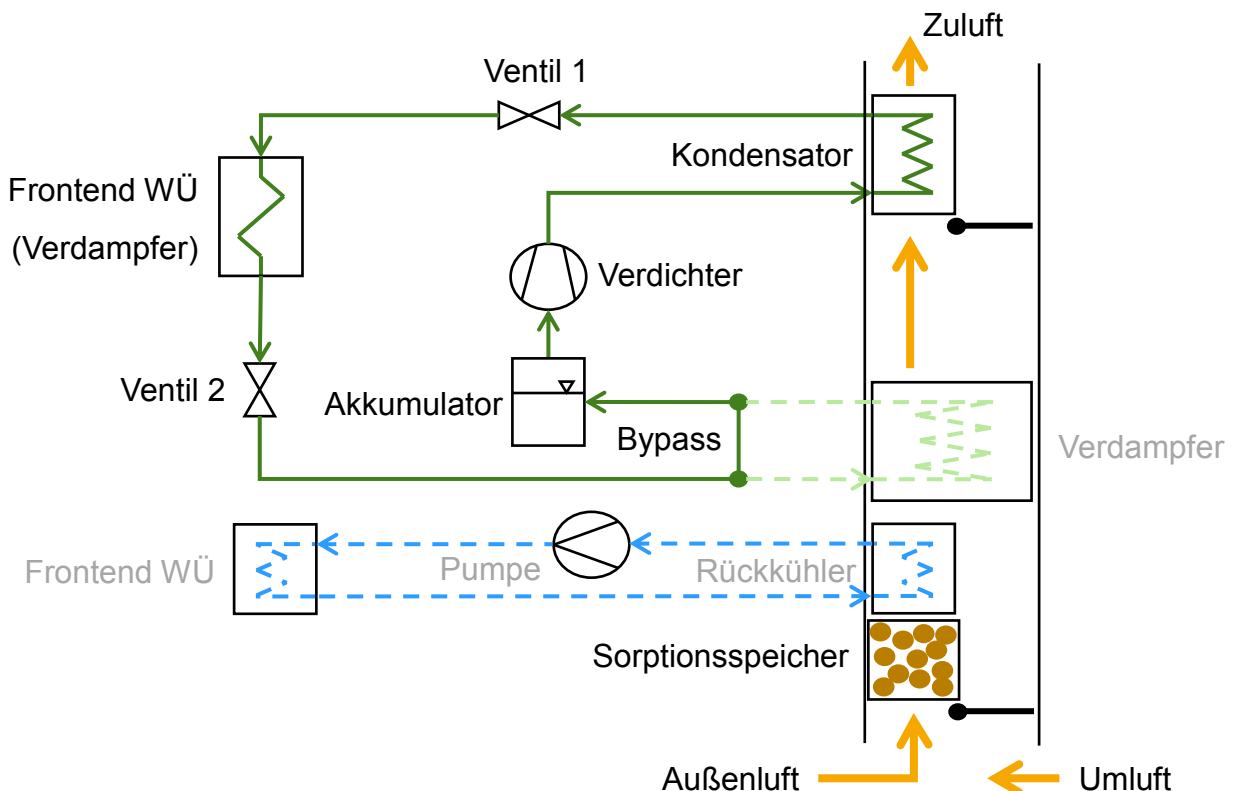 Zuluft
Ventil 1
Kondensator
Frontend WÜ
(Verdampfer)
Verdichter
Ventil 2
Akkumulator
Bypass
Verdampfer
Frontend WÜ
Pumpe
Rückkühler
Sorptionsspeicher
Außenluft
Umluft